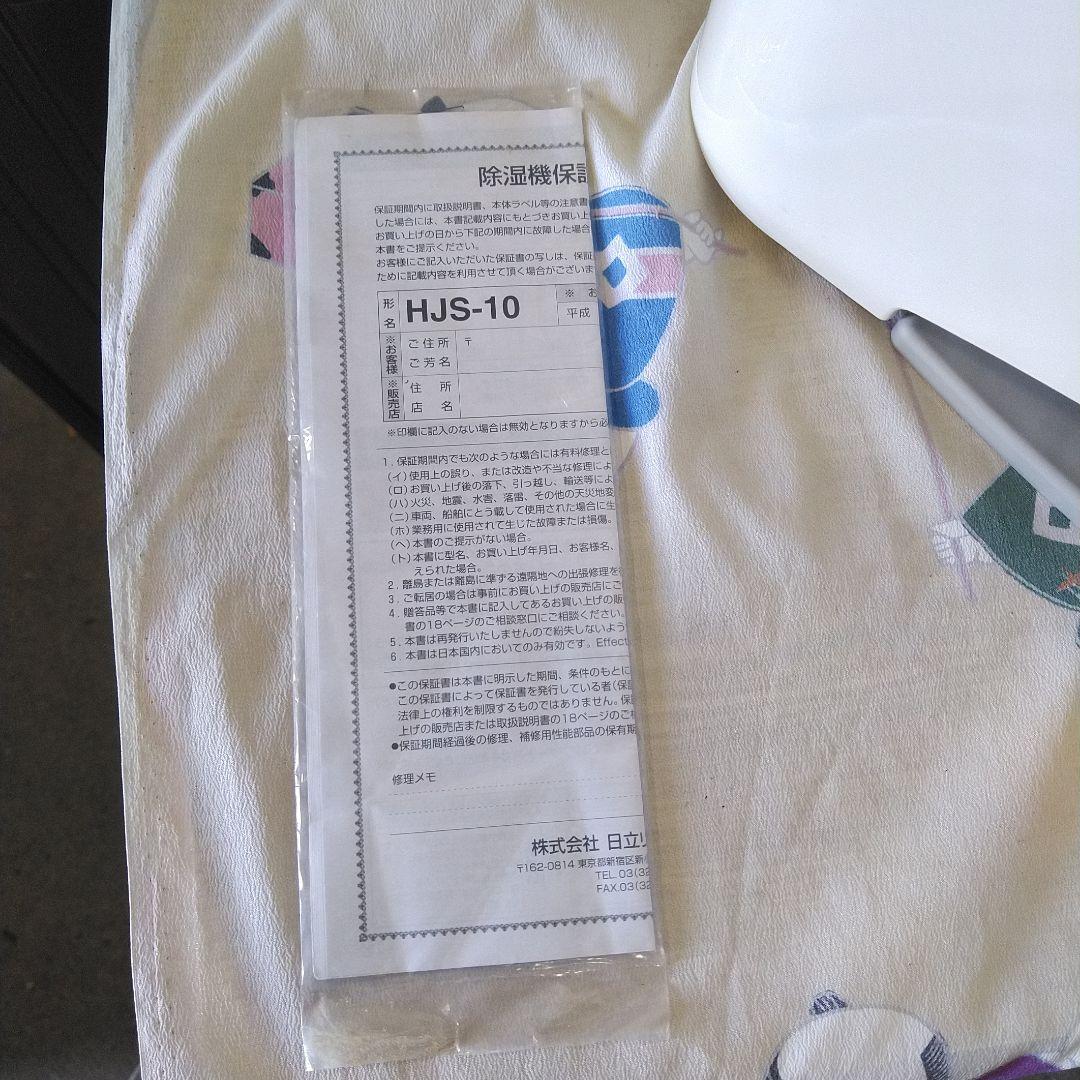 除湿機保証
保証期間内に取扱説明書、本体ラベル等の注意書
した場合には、本書記載内容にもとづきお買い上
お買い上げの日から下記の期間内に故障した場合
本書をご提示ください。
お客様にご記入いただいた保証書の写しは、保証
ために記載内容を利用させて頂く場合がございま
形名 HJS-10 ※ お
平成
※お客様 ご住所 〒
ご芳名
※販売店 住 所
店 名
※印欄に記入のない場合は無効となりますから必
1. 保証期間内でも次のような場合には有料修理と
(イ)使用上の誤り、または改造や不当な修理によ
(ロ)お買い上げ後の落下、引っ越し、輸送等によ
(ハ)火災、地震、水害、落雷、その他の天災地変
(ニ)車両、船舶にとう載して使用された場合に生
(ホ)業務用に使用されて生じた故障または損傷。
(ヘ)本書のご提示がない場合。
(ト)本書に型名、お買い上げ年月日、お客様名、
えられた場合。
2. 離島または離島に準ずる遠隔地への出張修理を
3. ご転居の場合は事前にお買い上げの販売店にご
4. 贈答品等で本書に記入してあるお買い上げの販
書の18ページのご相談窓口にご相談ください。
5. 本書は再発行いたしませんので紛失しないよう
6. 本書は日本国内においてのみ有効です。Effect
●この保証書は本書に明示した期間、条件のもとに
この保証書によって保証書を発行している者(保証
法律上の権利を制限するものではありません。保証
上げの販売店または取扱説明書の18ページのご相
●保証期間経過後の修理、補修用性能部品の保有期
修理メモ
株式会社 日立リ
〒162-0814 東京都新宿区新
TEL.03(32
FAX.03(32